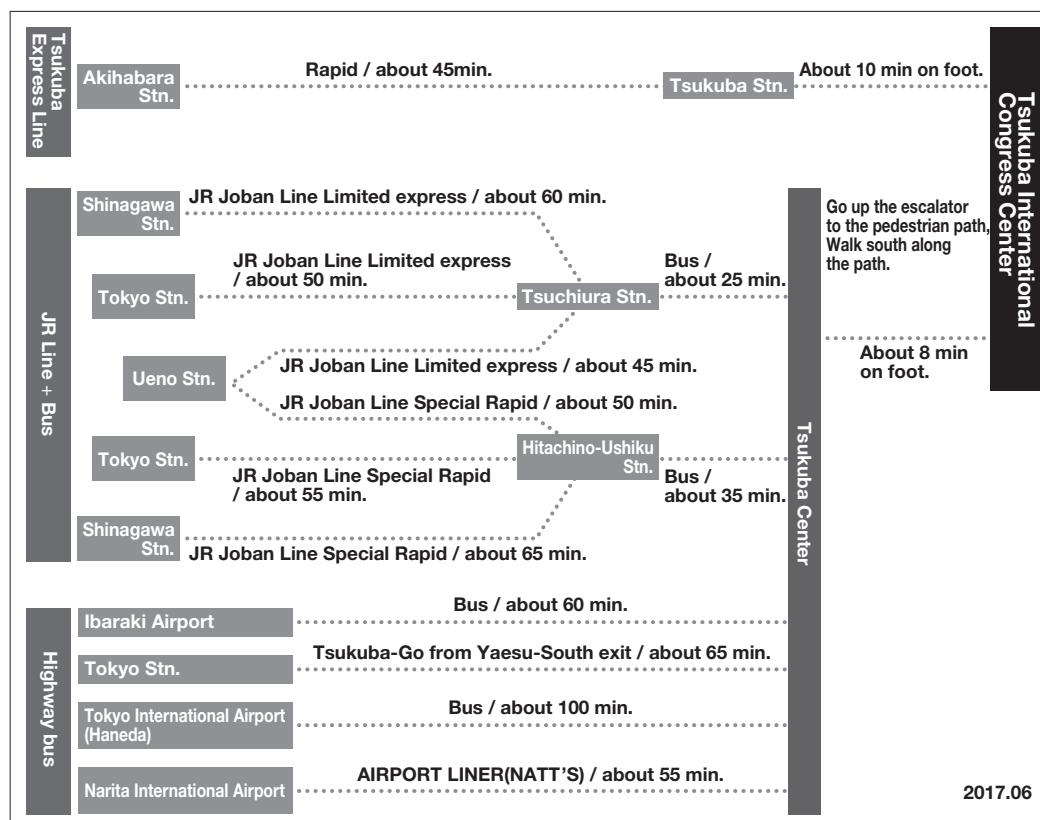 Tsukuba
Express Line
Akihabara
Stn.
Rapid / about 45min.
Tsukuba Stn.
About 10 min on foot.
Tsukuba International
Congress Center
JR Line + Bus
Shinagawa
Stn.
JR Joban Line Limited express / about 60 min.
Tokyo Stn.
JR Joban Line Limited express
/ about 50 min.
Tsuchiura Stn.
Bus /
about 25 min.
Ueno Stn.
JR Joban Line Limited express / about 45 min.
JR Joban Line Special Rapid / about 50 min.
Tokyo Stn.
JR Joban Line Special Rapid
/ about 55 min.
Hitachino-Ushiku
Stn.
Bus /
about 35 min.
Shinagawa
Stn.
JR Joban Line Special Rapid / about 65 min.
Tsukuba Center
Go up the escalator
to the pedestrian path,
Walk south along
the path.
About 8 min
on foot.
Highway bus
Ibaraki Airport
Bus / about 60 min.
Tokyo Stn.
Tsukuba-Go from Yaesu-South exit / about 65 min.
Tokyo International Airport
(Haneda)
Bus / about 100 min.
Narita International Airport
AIRPORT LINER(NATT'S) / about 55 min.
2017.06